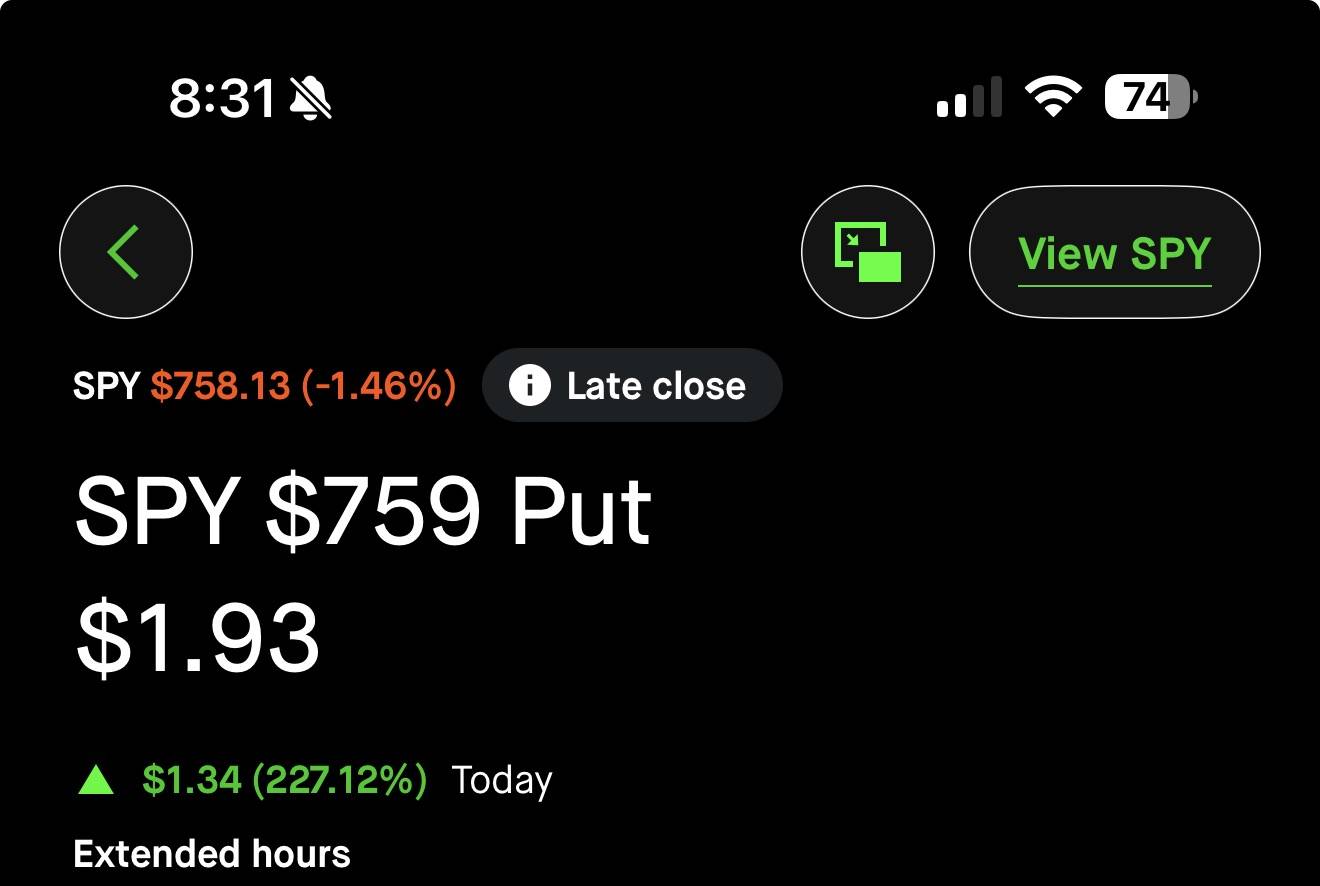 8:31 74
View SPY
SPY $758.13 (-1.46%) Late close
SPY $759 Put
$1.93
$1.34 (227.12%) Today
Extended hours